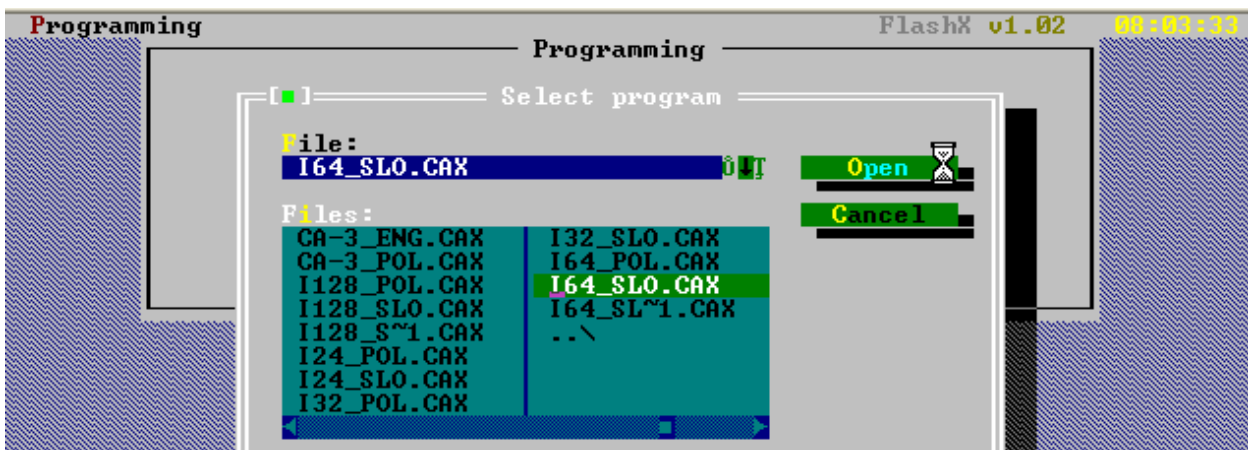 Programming FlashX v1.02 08:03:33
Programming
[■] Select program
File:
I64_SLO.CAX
Open
Files:
Cancel
CA-3_ENG.CAX I32_SLO.CAX
CA-3_POL.CAX I64_POL.CAX
I128_POL.CAX I64_SLO.CAX
I128_SLO.CAX I64_SL~1.CAX
I128_S~1.CAX ..\
I24_POL.CAX
I24_SLO.CAX
I32_POL.CAX